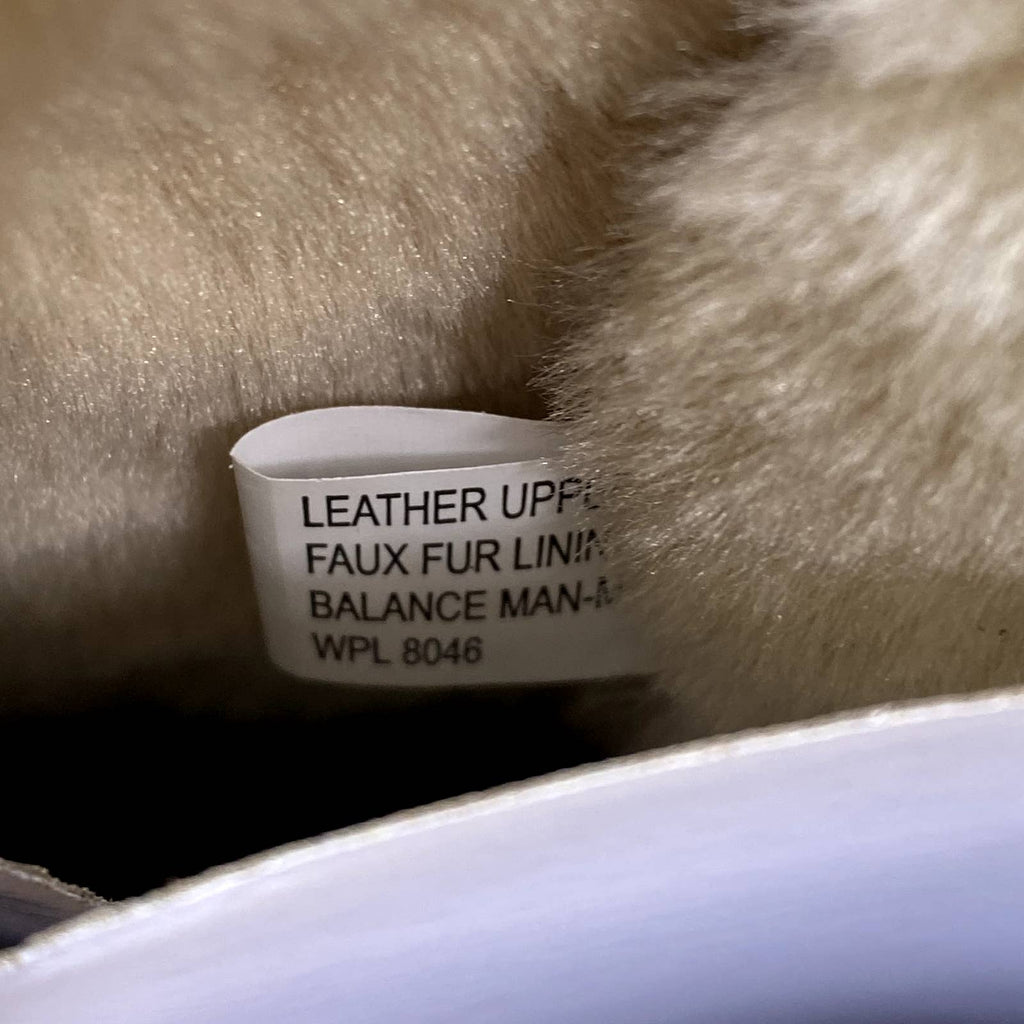 LEATHER UPP
FAUX FUR LININ
BALANCE MAN-M
WPL 8046